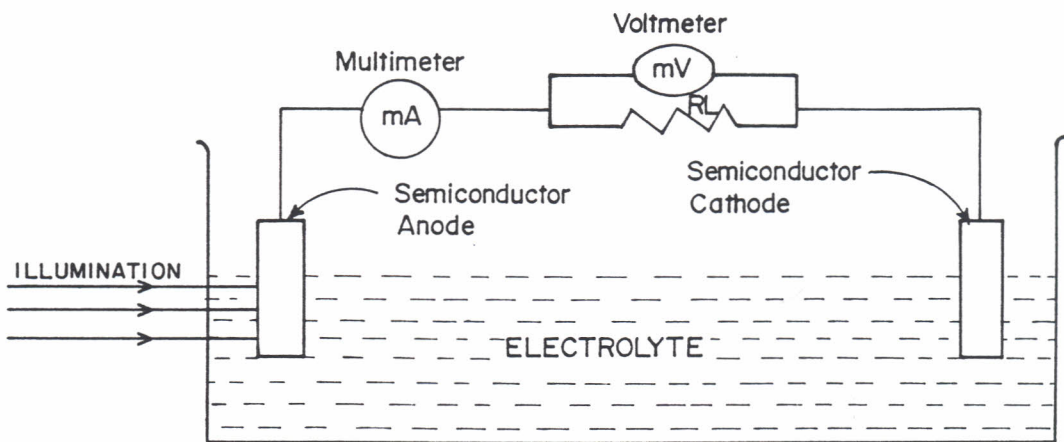 Voltmeter
mV
Multimeter
mA
RL
Semiconductor
Anode
Semiconductor
Cathode
ILLUMINATION
ELECTROLYTE